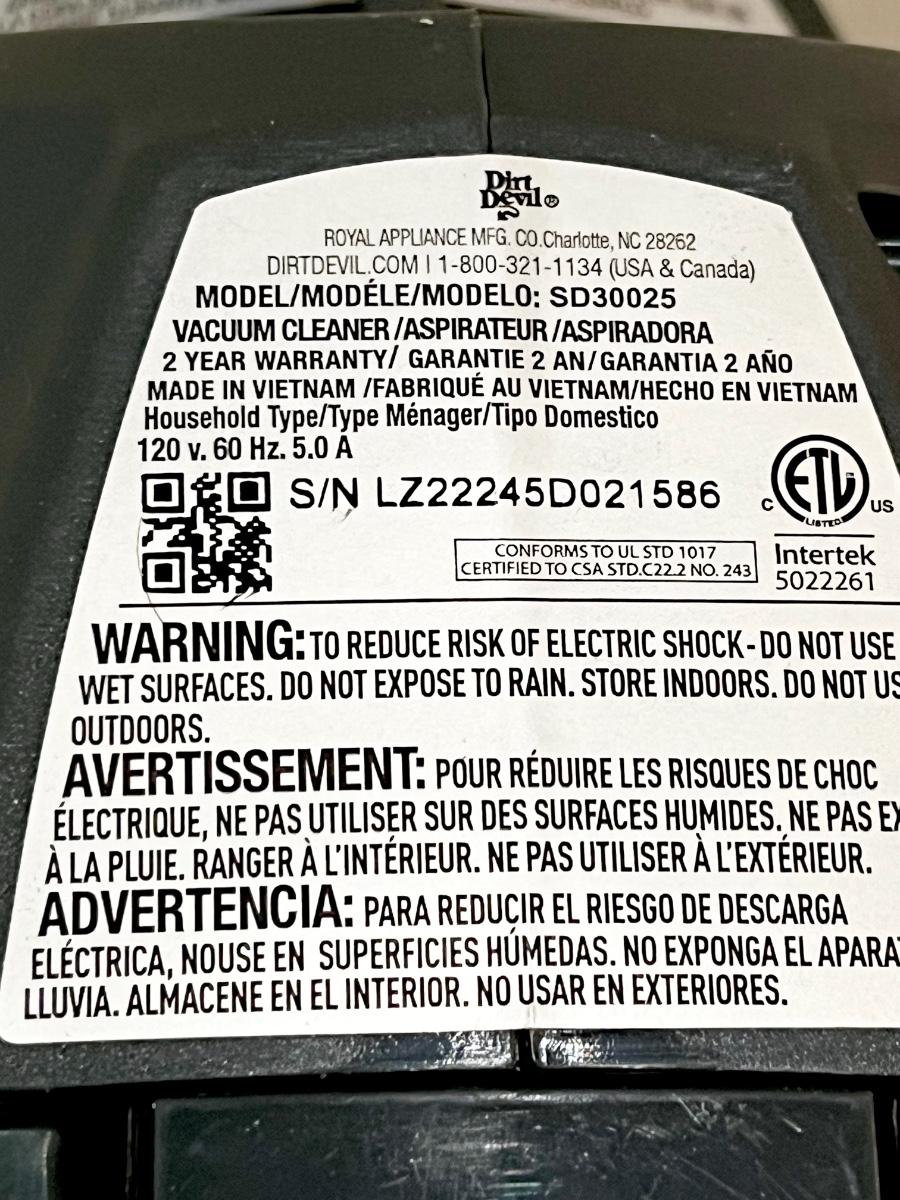 Dirt
Devil®
ROYAL APPLIANCE MFG. CO.Charlotte, NC 28262
DIRTDEVIL.COM | 1-800-321-1134 (USA & Canada)
MODEL/MODÉLE/MODELO: SD30025
VACUUM CLEANER/ASPIRATEUR/ASPIRADORA
2 YEAR WARRANTY/ GARANTIE 2 AN/GARANTIA 2 AÑO
MADE IN VIETNAM /FABRIQUÉ AU VIETNAM/HECHO EN VIETNAM
Household Type/Type Ménager/Tipo Domestico
120 v. 60 Hz. 5.0 A
S/N LZ22245D021586
C ETL US
LISTED
CONFORMS TO UL STD 1017
CERTIFIED TO CSA STD.C22.2 NO. 243
Intertek
5022261
WARNING: TO REDUCE RISK OF ELECTRIC SHOCK-DO NOT USE
WET SURFACES. DO NOT EXPOSE TO RAIN. STORE INDOORS. DO NOT US
OUTDOORS.
AVERTISSEMENT: POUR RÉDUIRE LES RISQUES DE CHOC
ÉLECTRIQUE, NE PAS UTILISER SUR DES SURFACES HUMIDES. NE PAS EX
À LA PLUIE. RANGER À L'INTÉRIEUR. NE PAS UTILISER À L'EXTÉRIEUR.
ADVERTENCIA: PARA REDUCIR EL RIESGO DE DESCARGA
ELÉCTRICA, NOUSE EN SUPERFICIES HÚMEDAS. NO EXPONGA EL APARA
LLUVIA. ALMACENE EN EL INTERIOR. NO USAR EN EXTERIORES.